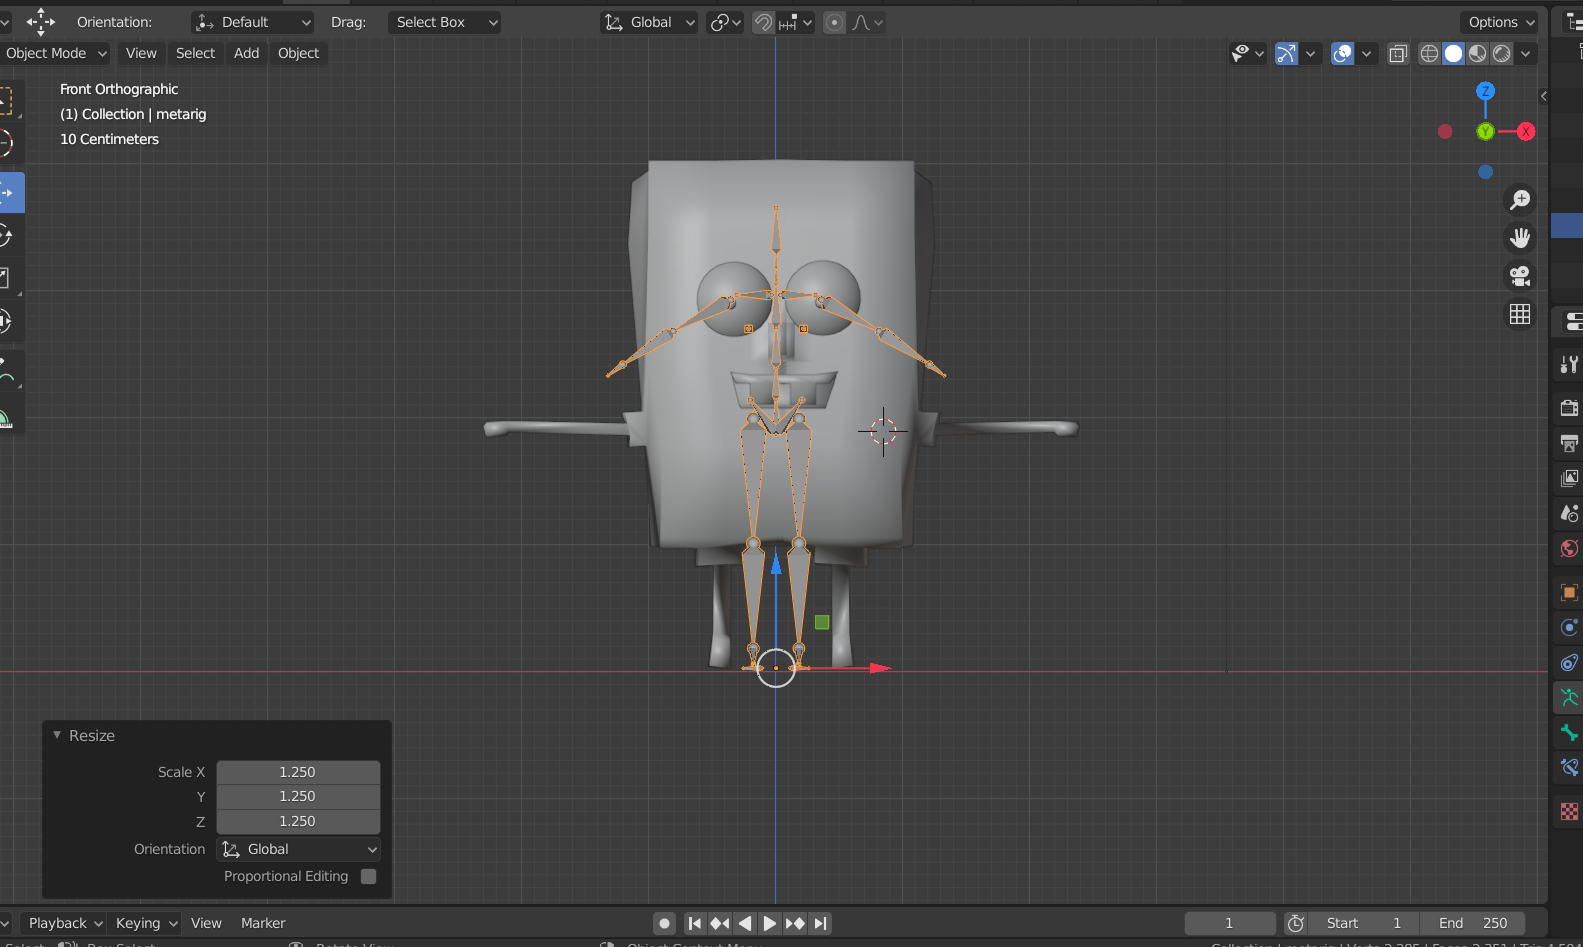 Orientation: Default Drag: Select Box Global Options
Object Mode View Select Add Object
Front Orthographic
(1) Collection | metarig
10 Centimeters
Z
Y
X
Resize
Scale X 1.250
Y 1.250
Z 1.250
Orientation Global
Proportional Editing
Playback Keying View Marker 1 Start 1 End 250